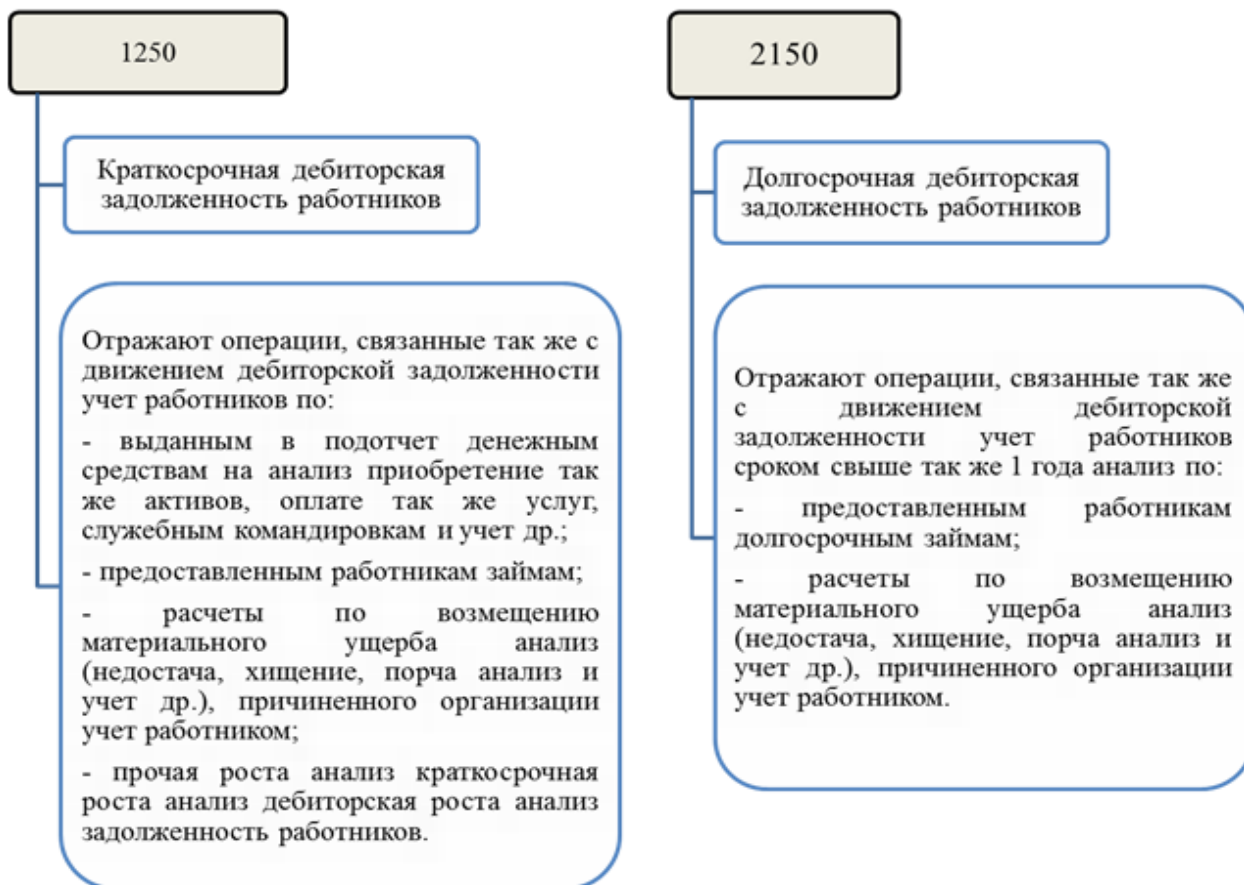 1250
Краткосрочная дебиторская
задолженность работников
Отражают операции, связанные так же с
движением дебиторской задолженности
учет работников по:
- выданным в подотчет денежным
средствам на анализ приобретение так
же активов, оплате так же услуг,
служебным командировкам и учет др.;
- предоставленным работникам займам;
- расчеты по возмещению
материального ущерба анализ
(недостача, хищение, порча анализ и
учет др.), причиненного организации
учет работником;
- прочая роста анализ краткосрочная
роста анализ дебиторская роста анализ
задолженность работников.
2150
Долгосрочная дебиторская
задолженность работников
Отражают операции, связанные так же
с движением дебиторской
задолженности учет работников
сроком свыше так же 1 года анализ по:
- предоставленным работникам
долгосрочным займам;
- расчеты по возмещению
материального ущерба анализ
(недостача, хищение, порча анализ и
учет др.), причиненного организации
учет работником.